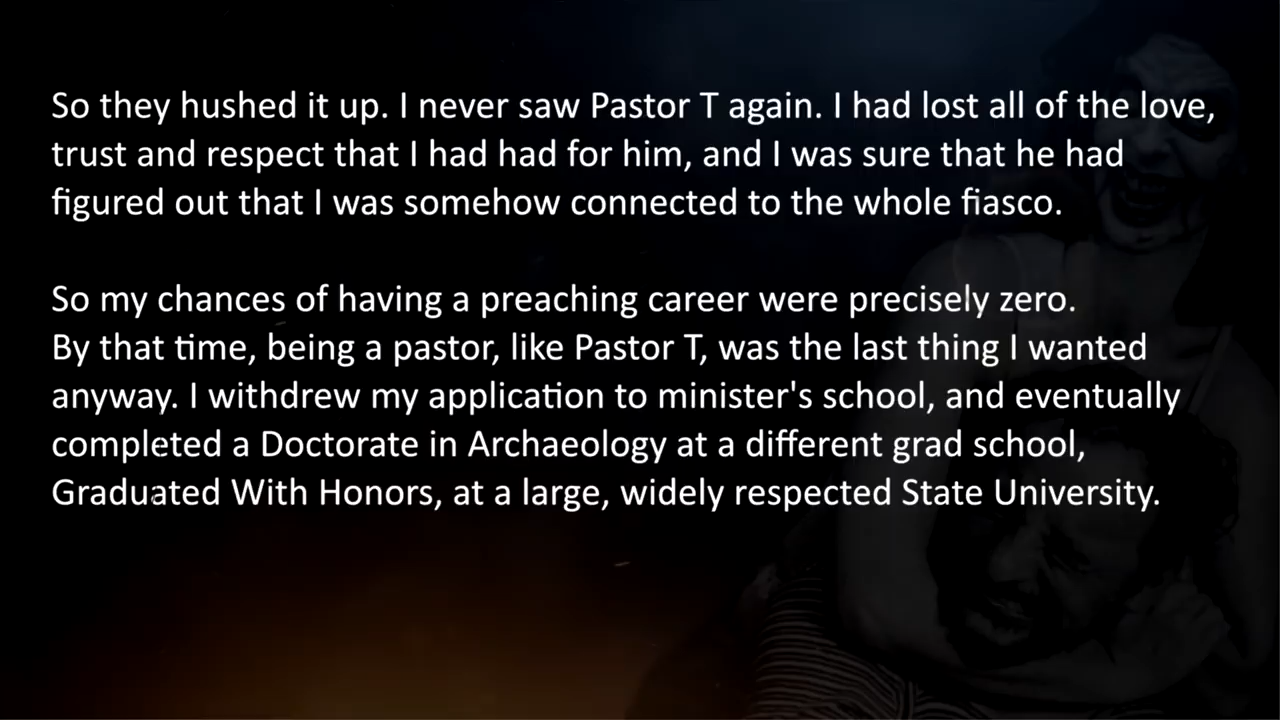 So they hushed it up. I never saw Pastor T again. I had lost all of the love,
trust and respect that I had had for him, and I was sure that he had
figured out that I was somehow connected to the whole fiasco.
So my chances of having a preaching career were precisely zero.
By that time, being a pastor, like Pastor T, was the last thing I wanted
anyway. I withdrew my application to minister's school, and eventually
completed a Doctorate in Archaeology at a different grad school,
Graduated With Honors, at a large, widely respected State University.